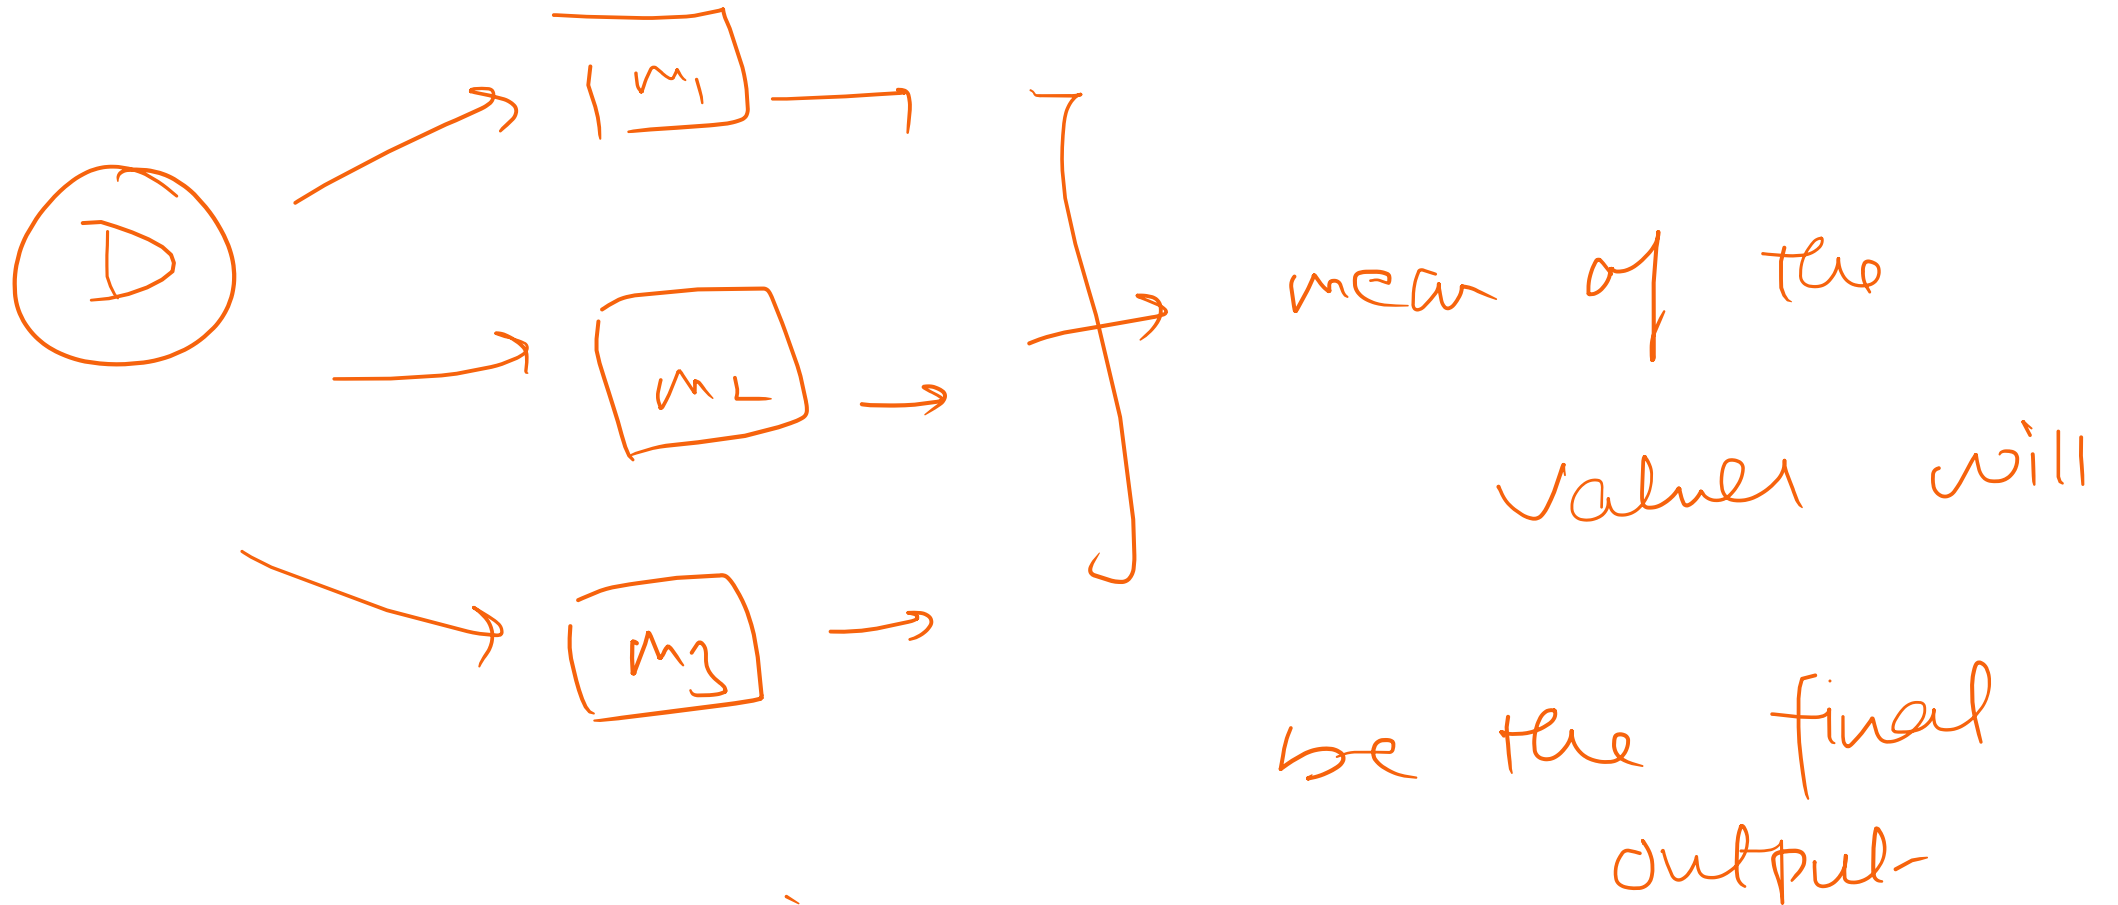 M1
D
mean of the
M2
values will
M3
be the final
output